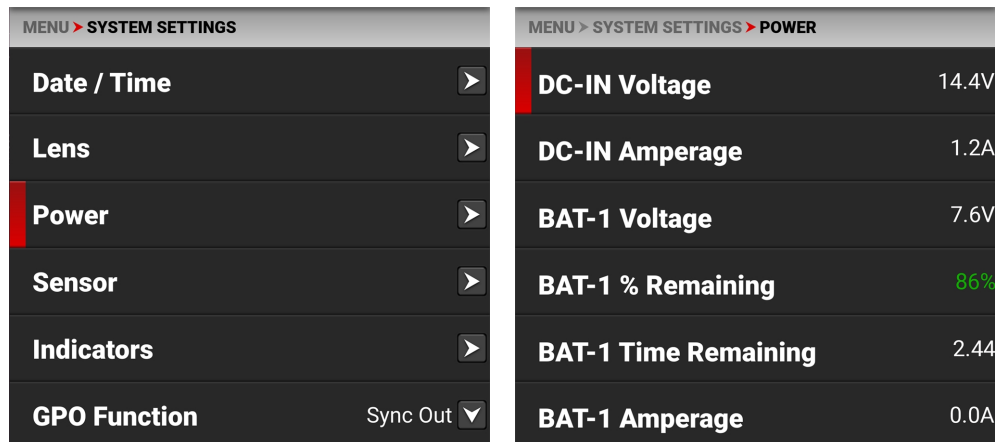 MENU SYSTEM SETTINGS
Date / Time
Lens
Power
Sensor
Indicators
GPO Function Sync Out
MENU SYSTEM SETTINGS POWER
DC-IN Voltage 14.4V
DC-IN Amperage 1.2A
BAT-1 Voltage 7.6V
BAT-1 % Remaining 86%
BAT-1 Time Remaining 2.44
BAT-1 Amperage 0.0A